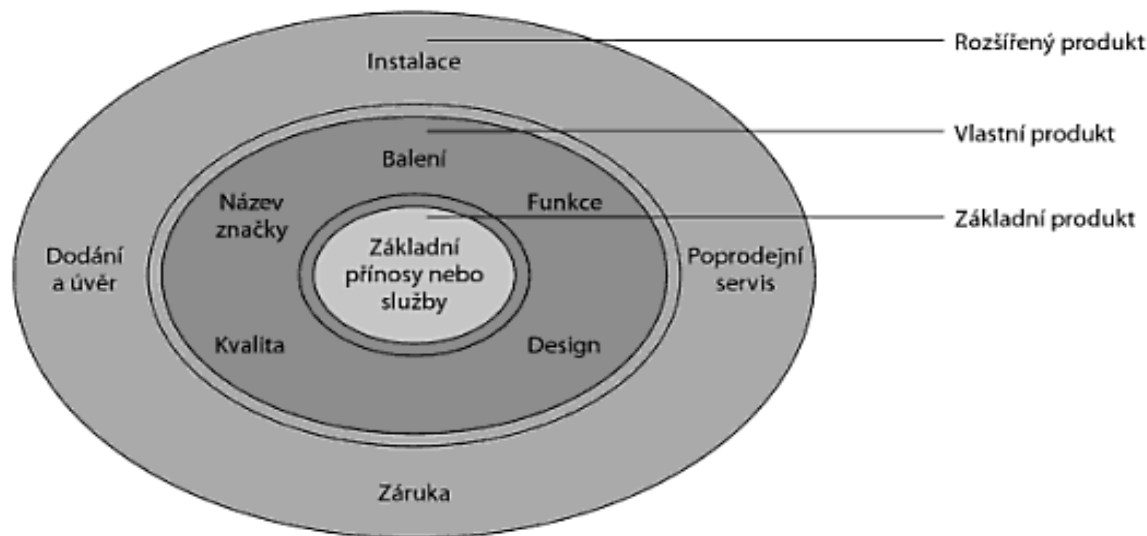 Rozšířený produkt
Instalace
Vlastní produkt
Balení
Název
značky
Funkce
Základní produkt
Základní
přínosy nebo
služby
Dodání
a úvěr
Poprodejní
servis
Kvalita
Design
Záruka